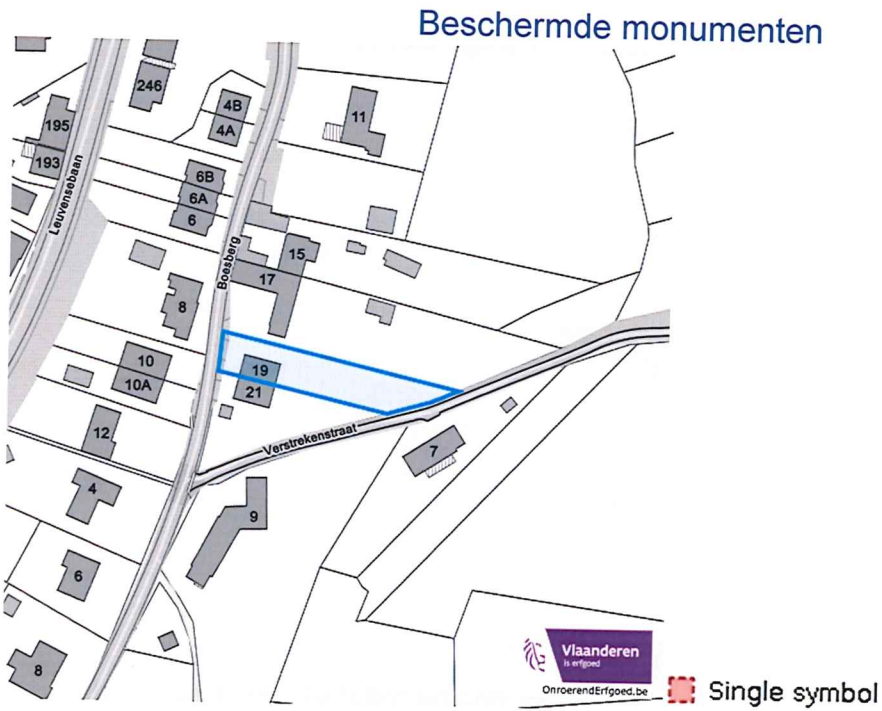 Beschermde monumenten
246
4B
4A
11
195
193
Leuvensebaan
6B
6A
6
Boesberg
15
17
8
10
10A
19
21
12
Verstrekenstraat
7
4
9
6
8
Vlaanderen
is erfgoed
OnroerendErfgoed.be
Single symbol